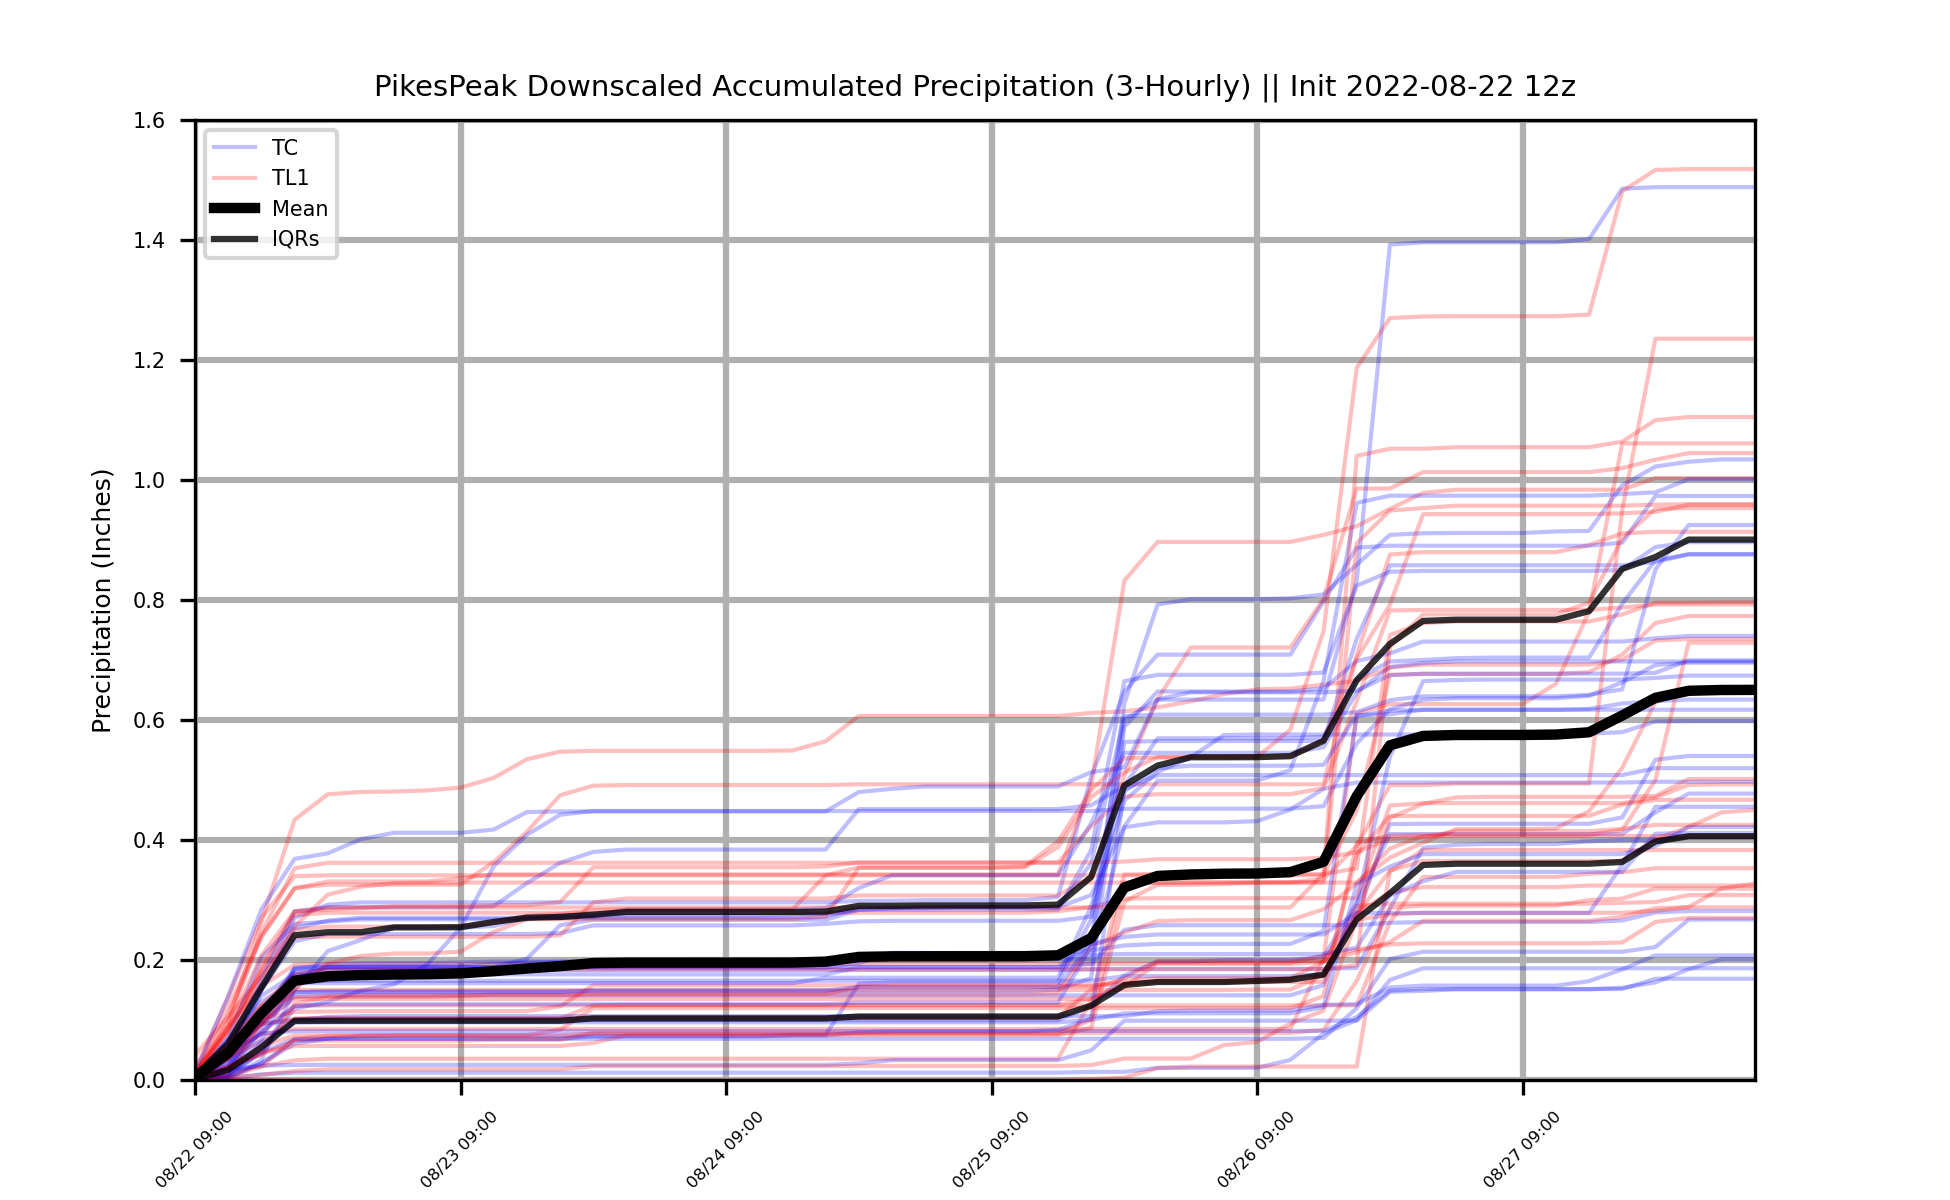 PikesPeak Downscaled Accumulated Precipitation (3-Hourly) || Init 2022-08-22 12z
TC
TL1
Mean
IQRs
Precipitation (Inches)
1.6
1.4
1.2
1.0
0.8
0.6
0.4
0.2
0.0
08/22 09:00
08/23 09:00
08/24 09:00
08/25 09:00
08/26 09:00
08/27 09:00